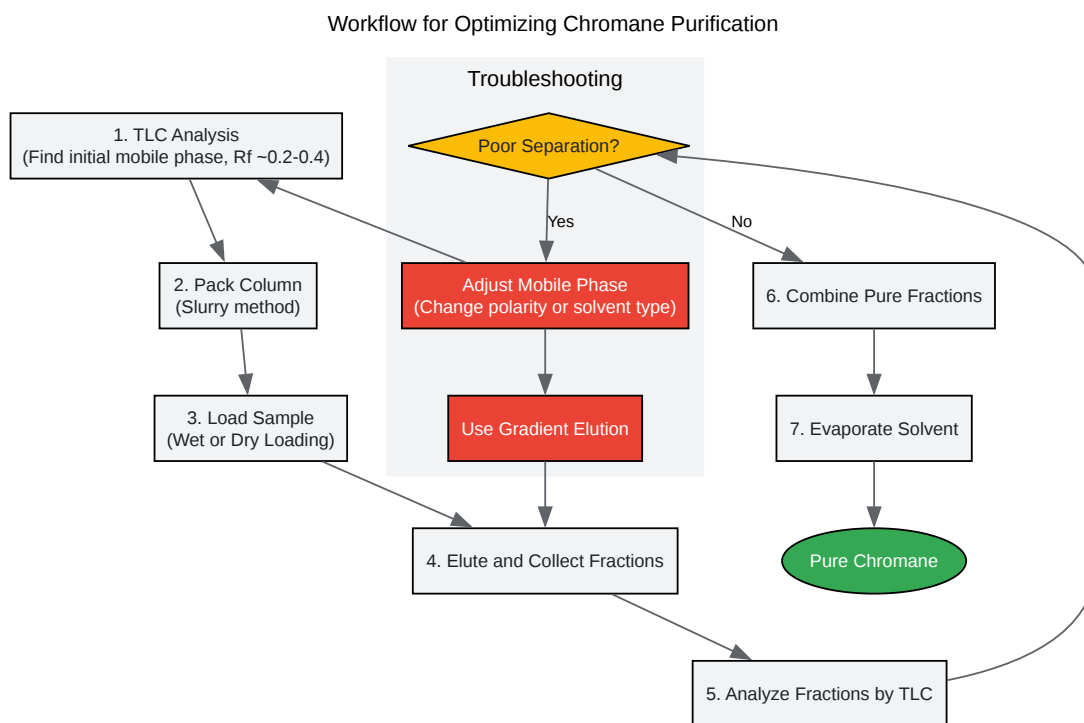 Workflow for Optimizing Chromane Purification
Troubleshooting
1. TLC Analysis
(Find initial mobile phase, Rf ~0.2-0.4)
Poor Separation?
Yes
No
2. Pack Column
(Slurry method)
Adjust Mobile Phase
(Change polarity or solvent type)
6. Combine Pure Fractions
3. Load Sample
(Wet or Dry Loading)
Use Gradient Elution
7. Evaporate Solvent
4. Elute and Collect Fractions
Pure Chromane
5. Analyze Fractions by TLC